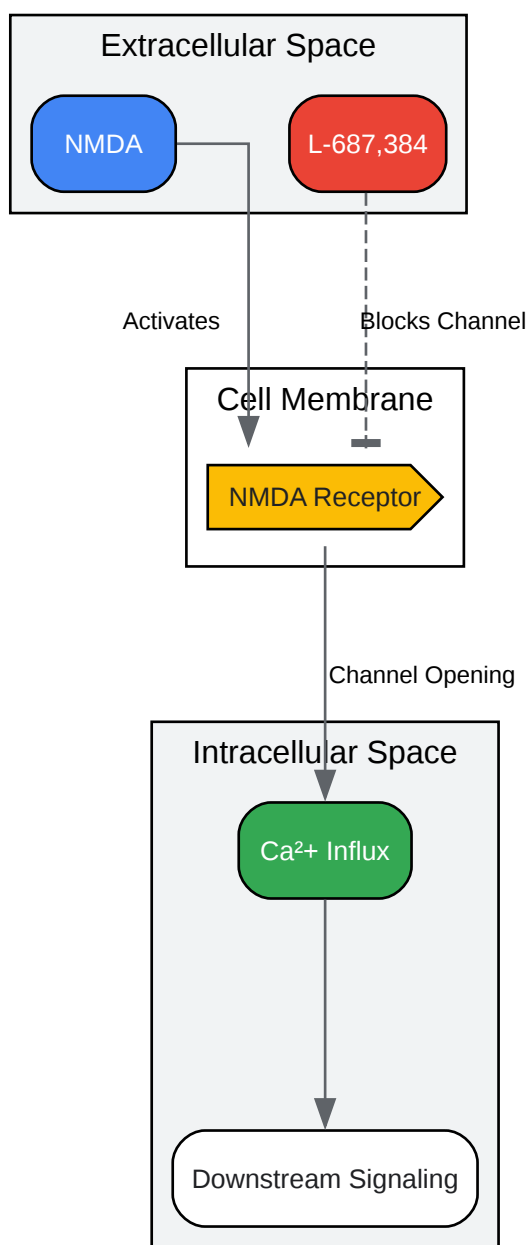 Extracellular Space
NMDA
L-687,384
Activates
Blocks Channel
Cell Membrane
NMDA Receptor
Channel Opening
Intracellular Space
Ca²+ Influx
Downstream Signaling